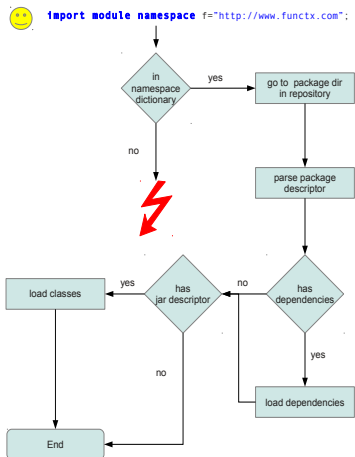 import module namespace f="http://www.functx.com";
in
namespace
dictionary
yes
go to package dir
in repository
no
parse package
descriptor
has
dependencies
no
has
jar descriptor
yes
load classes
yes
no
load dependencies
End